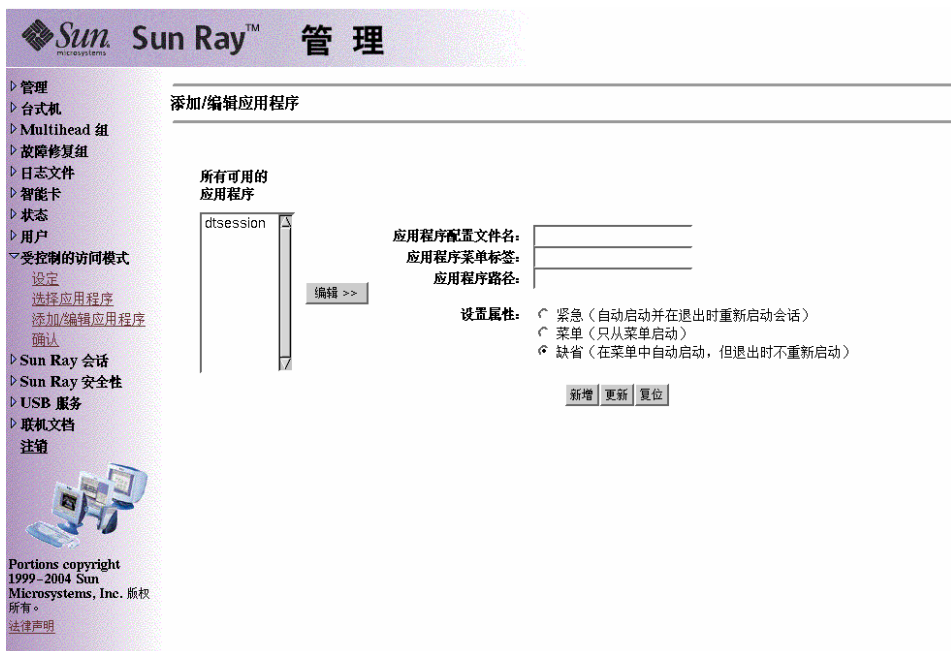 Sun microsystems Sun Ray™ 管 理
管理
台式机
Multihead 组
故障修复组
日志文件
智能卡
状态
用户
受控制的访问模式
设定
选择应用程序
添加/编辑应用程序
确认
Sun Ray 会话
Sun Ray 安全性
USB 服务
联机文档
注销
Portions copyright
1999-2004 Sun
Microsystems, Inc. 版权
所有。
法律声明
添加/编辑应用程序
所有可用的
应用程序
dtsession
编辑 >>
应用程序配置文件名:
应用程序菜单标签:
应用程序路径:
设置属性:
紧急（自动启动并在退出时重新启动会话）
菜单（只从菜单启动）
缺省（在菜单中自动启动，但退出时不重新启动）
新增 更新 复位